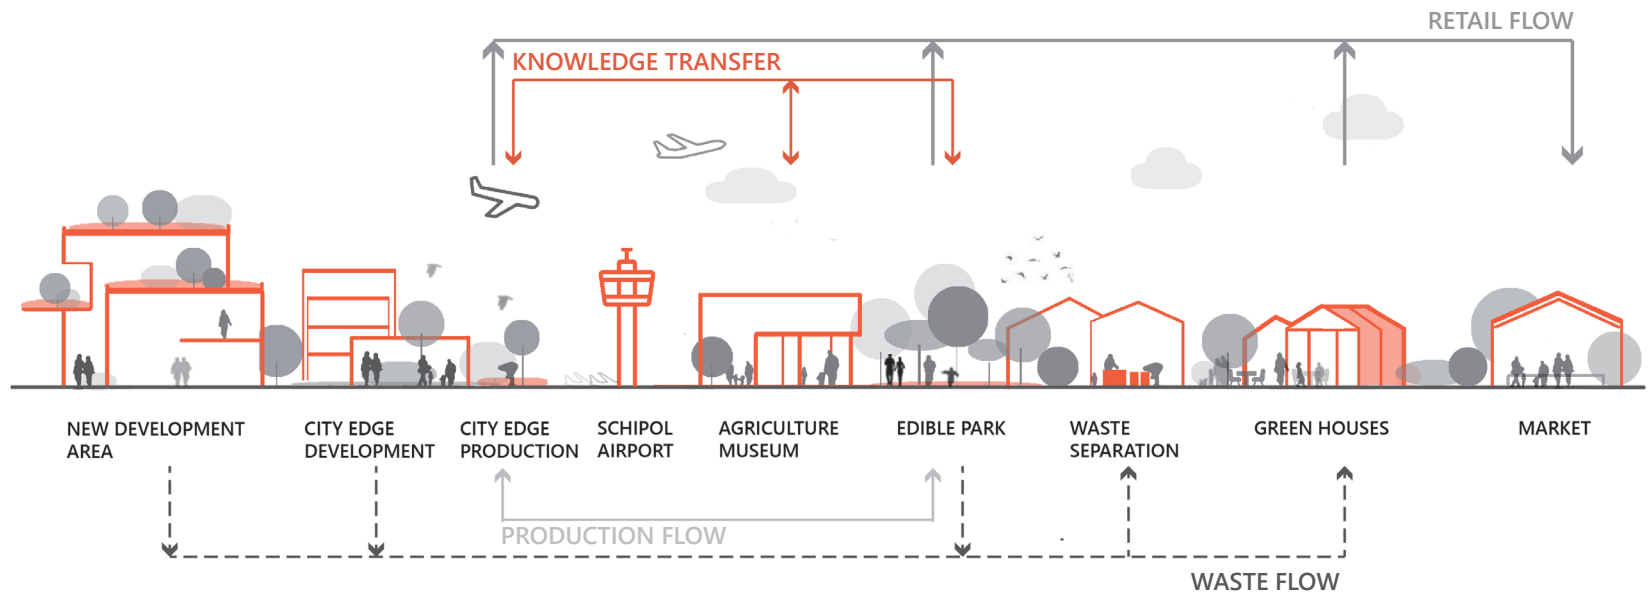 RETAIL FLOW
KNOWLEDGE TRANSFER
NEW DEVELOPMENT
AREA
CITY EDGE
DEVELOPMENT
CITY EDGE
PRODUCTION
SCHIPOL
AIRPORT
AGRICULTURE
MUSEUM
EDIBLE PARK
WASTE
SEPARATION
GREEN HOUSES
MARKET
PRODUCTION FLOW
WASTE FLOW